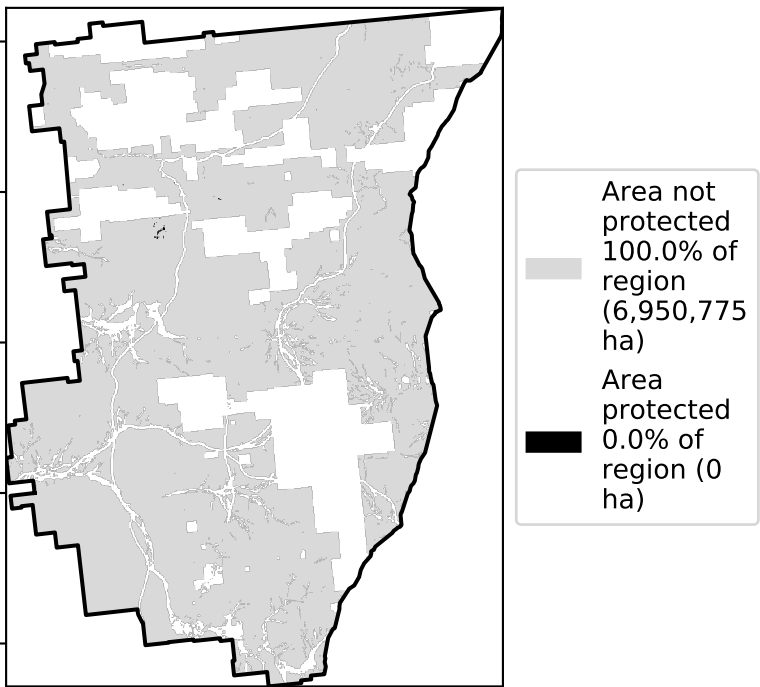 Area not
protected
100.0% of
region
(6,950,775
ha)
Area
protected
0.0% of
region (0
ha)